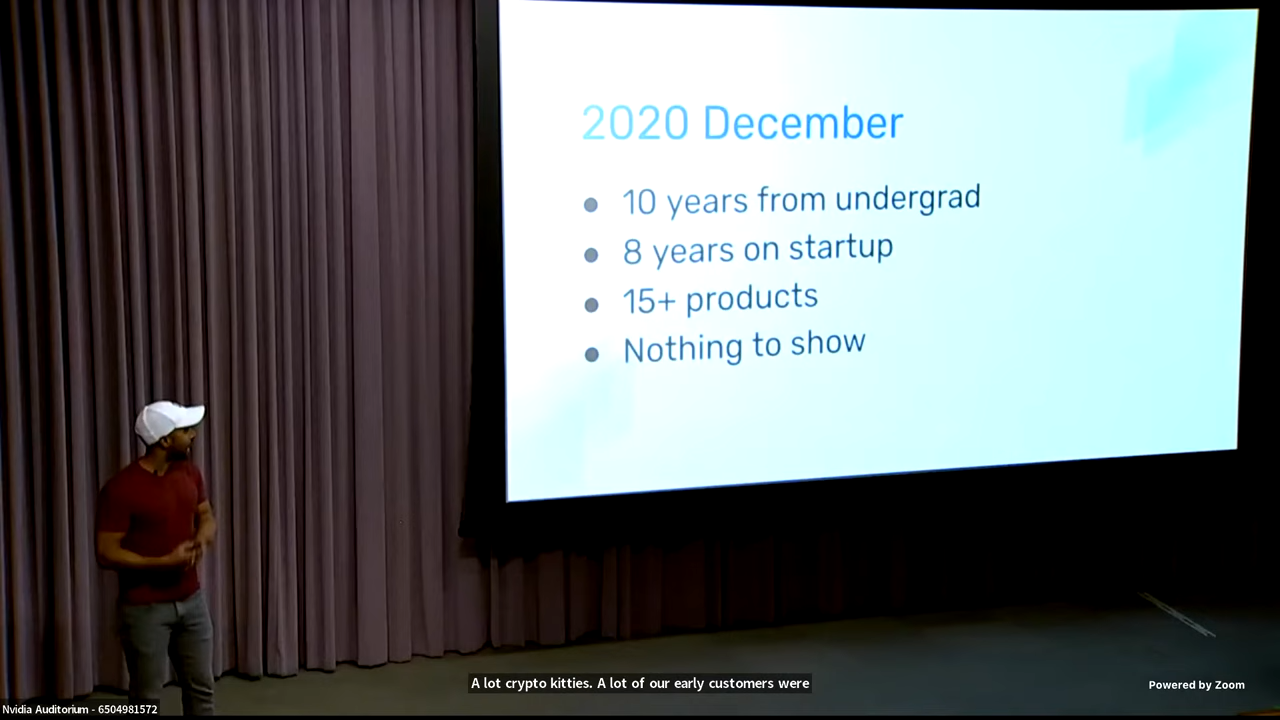 2020 December
10 years from undergrad
8 years on startup
15+ products
Nothing to show
A lot crypto kitties. A lot of our early customers were
Powered by Zoom
Nvidia Auditorium - 6504981572